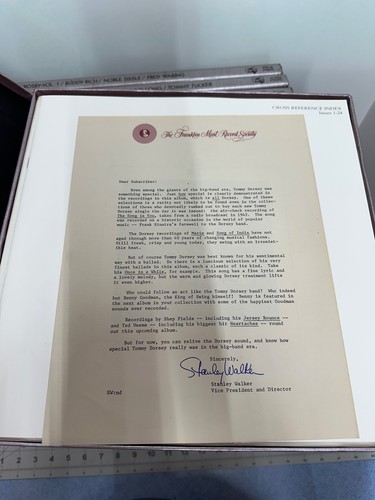 RUDDY RICH / NOBLE SISSLE / FRED WARING
TOMMY TUCKER
CROSS REFERENCE INDEX
Issues 1-24
The Franklin Mint Record Society
Dear Subscriber:
Even among the giants of the big-band era, Tommy Dorsey was
something special. Just how special is clearly demonstrated in
the recordings in this album, which is all Dorsey. One of these
selections is a rarity not likely to be found even in the collec-
tions of those who devotedly rushed out to buy each new Tommy
Dorsey single the day it was issued: the air-check recording of
The Song is You, taken from a radio broadcast in 1942. The song
was recorded on a historic occasion in the world of popular
music -- Frank Sinatra's farewell to the Dorsey band.
The Dorsey recordings of Marie and Song of India have not
aged through more than 40 years of changing musical fashions.
Still fresh, crisp and young today, they swing with an irresist-
ible beat.
But of course Tommy Dorsey was best known for his sentimental
way with a ballad. So there is a luminous selection of his very
finest ballads in this album, each a classic of its genre. Take
his Once in a While, for example. This song has a fine lyric and
a lovely melody, but the warm and glowing Dorsey treatment lifts
it even higher.
Who could follow an act like the Tommy Dorsey band? Who indeed
but Benny Goodman, the King of Swing himself! Benny is featured in
the next album in your collection with some of the happiest Goodman
sounds ever recorded.
Recordings by Shep Fields -- including his Jersey Bounce --
and Ted Weems -- including his biggest hit Heartaches -- round
out this upcoming album.
But for now, you can relive the Dorsey sound, and know how
special Tommy Dorsey really was in the big-band era.
Sincerely,
Stanley Walker
Stanley Walker
Vice President and Director
SW:md